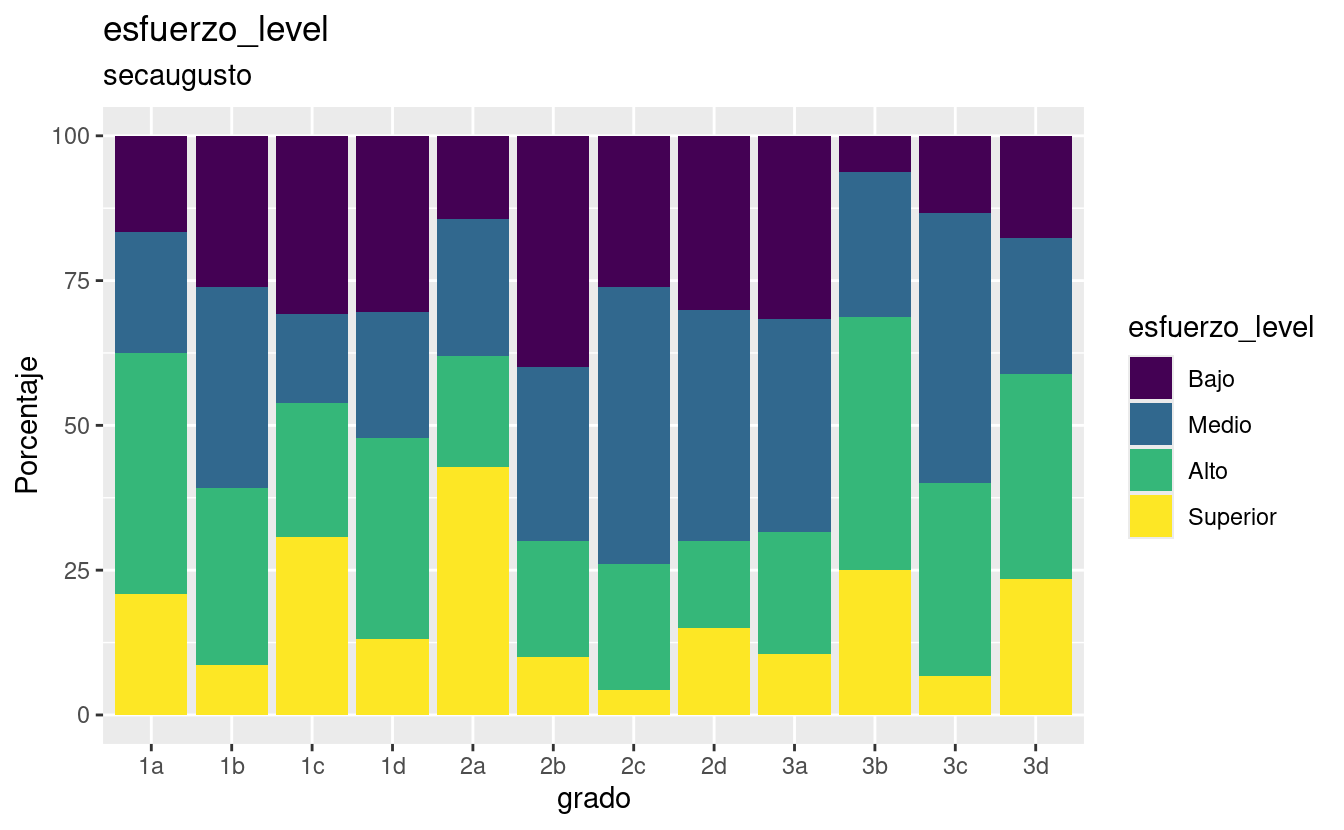 esfuerzo_level
secaugusto
Porcentaje
100
75
50
25
0
1a 1b 1c 1d 2a 2b 2c 2d 3a 3b 3c 3d
grado
esfuerzo_level
Bajo
Medio
Alto
Superior